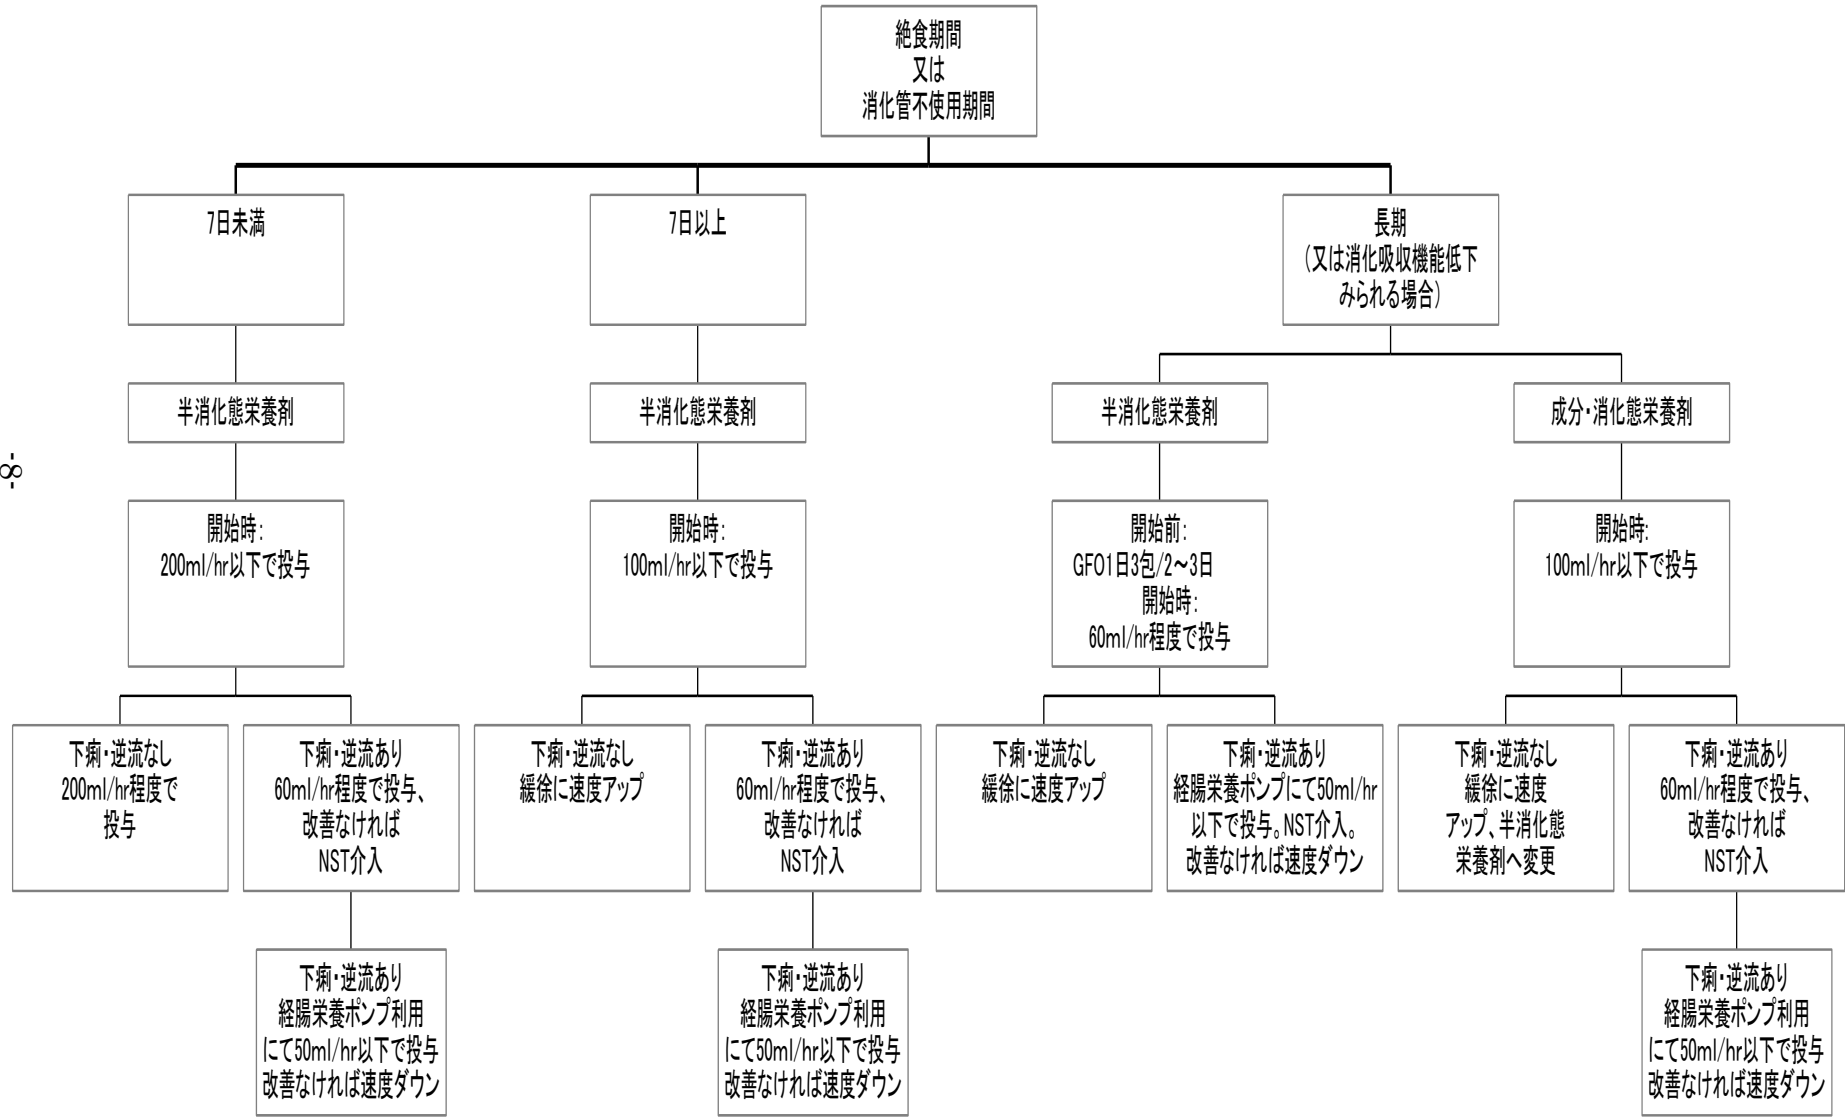 絶食期間
又は
消化管不使用期間
7日未満
7日以上
長期
(又は消化吸収機能低下
みられる場合)
半消化態栄養剤
半消化態栄養剤
半消化態栄養剤
成分・消化態栄養剤
開始時:
200ml/hr以下で投与
開始時:
100ml/hr以下で投与
開始前:
GFO1日3包/2～3日
開始時:
60ml/hr程度で投与
開始時:
100ml/hr以下で投与
下痢・逆流なし
200ml/hr程度で
投与
下痢・逆流あり
60ml/hr程度で投与、
改善なければ
NST介入
下痢・逆流なし
緩徐に速度アップ
下痢・逆流あり
60ml/hr程度で投与、
改善なければ
NST介入
下痢・逆流なし
緩徐に速度アップ
下痢・逆流あり
経腸栄養ポンプにて50ml/hr
以下で投与。NST介入。
改善なければ速度ダウン
下痢・逆流なし
緩徐に速度
アップ、半消化態
栄養剤へ変更
下痢・逆流あり
60ml/hr程度で投与、
改善なければ
NST介入
下痢・逆流あり
経腸栄養ポンプ利用
にて50ml/hr以下で投与
改善なければ速度ダウン
下痢・逆流あり
経腸栄養ポンプ利用
にて50ml/hr以下で投与
改善なければ速度ダウン
下痢・逆流あり
経腸栄養ポンプ利用
にて50ml/hr以下で投与
改善なければ速度ダウン
-8-